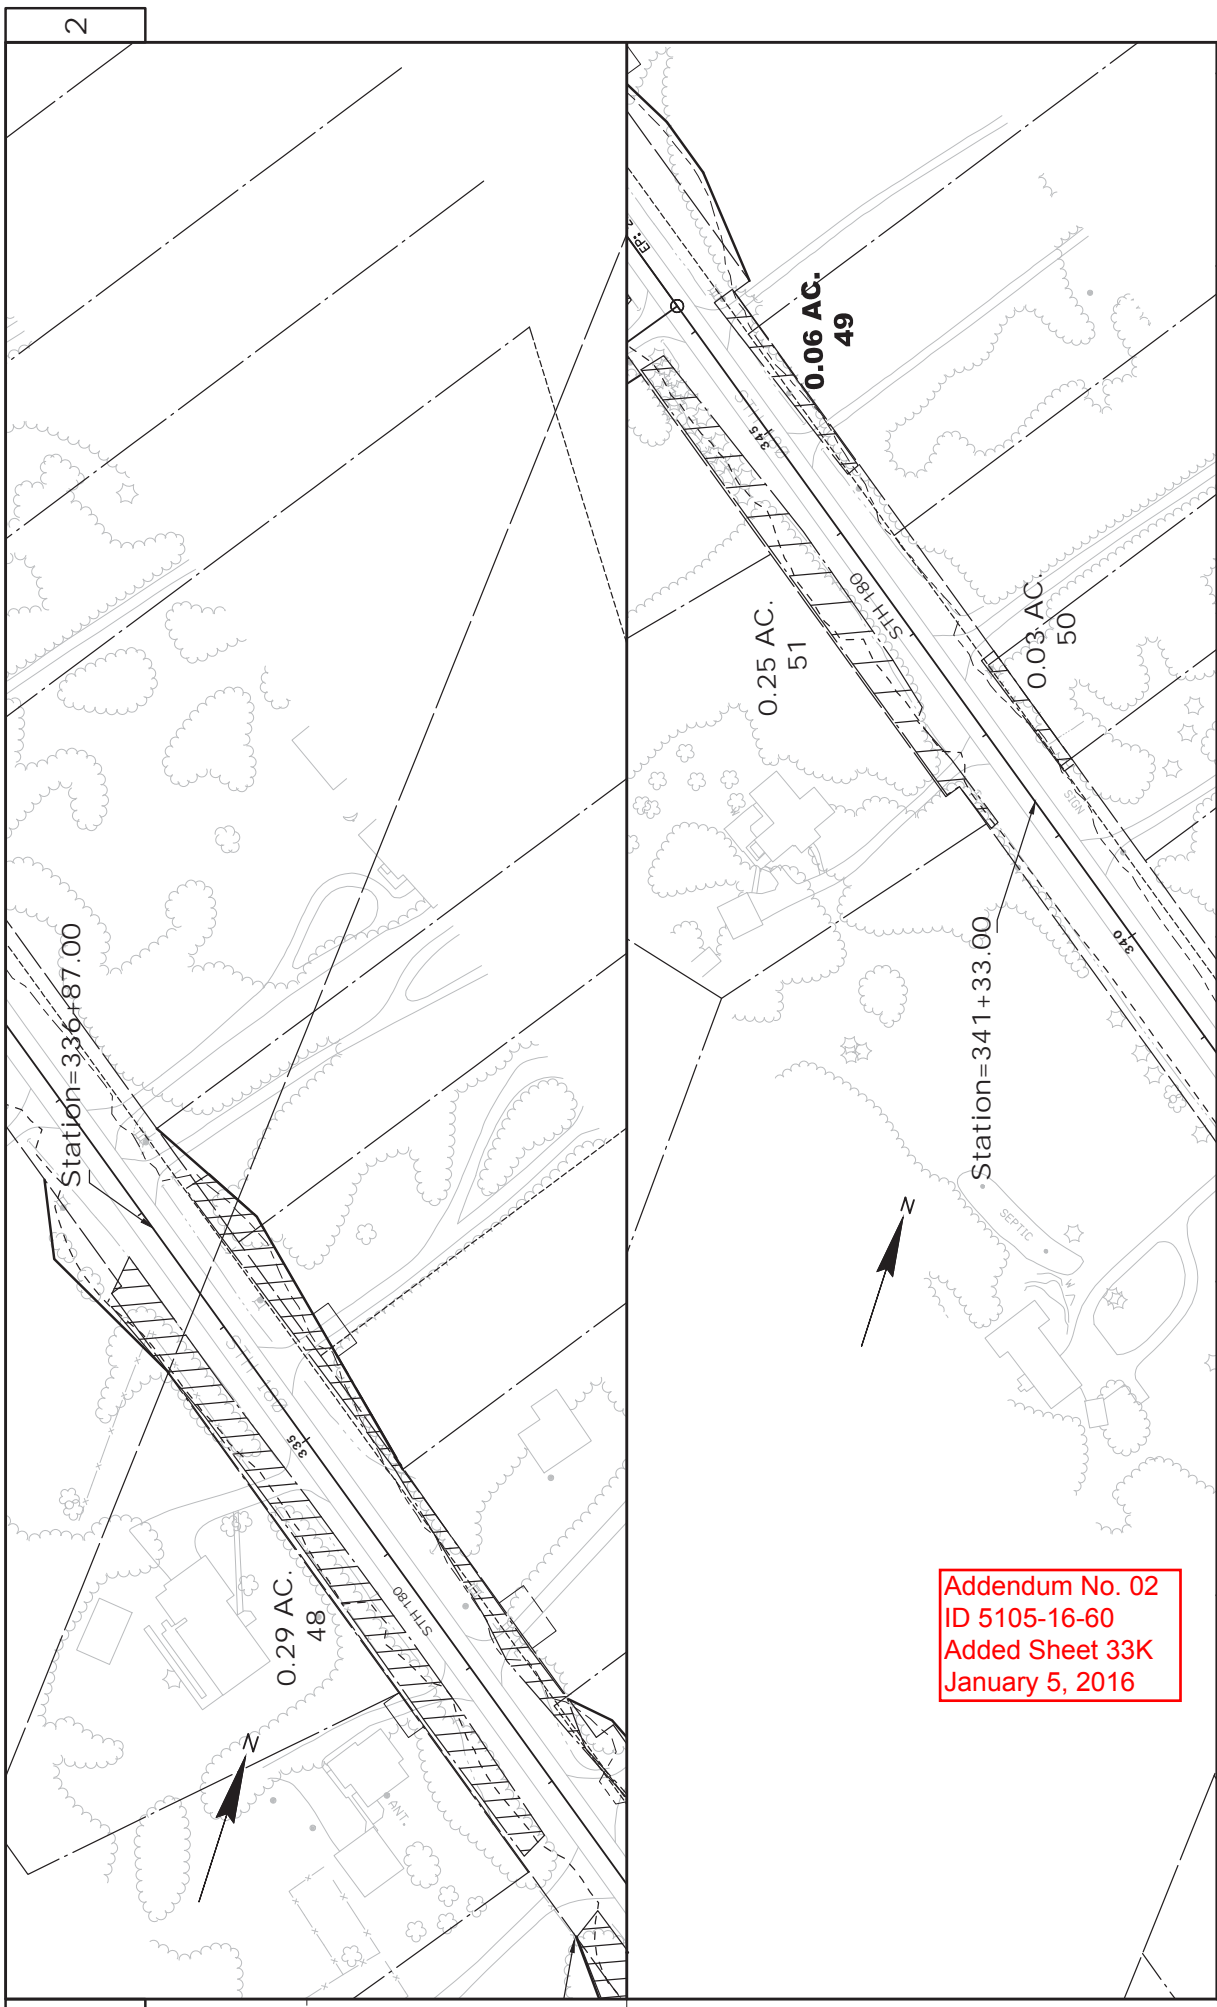 2
Station=336+87.00
335
STH 180
0.29 AC.
48
N
ANT.
EP:
0.06 AC.
49
345
STH 180
0.25 AC.
51
0.03 AC.
50
SIGN
340
Station=341+33.00
N
SEPTIC
Addendum No. 02
ID 5105-16-60
Added Sheet 33K
January 5, 2016